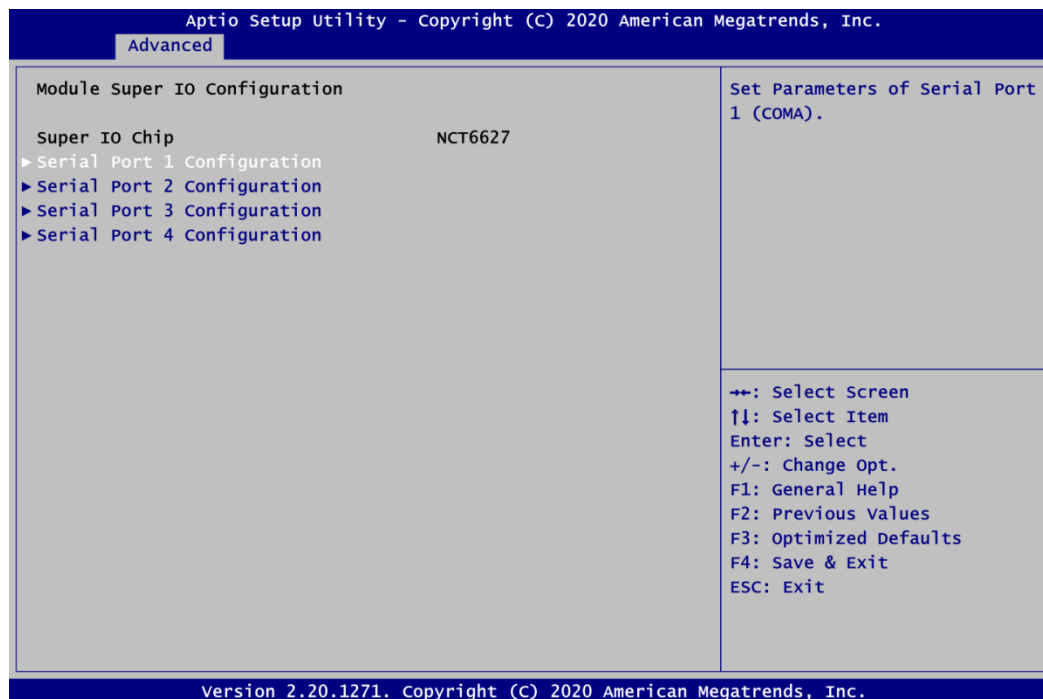 Aptio Setup Utility – Copyright (C) 2020 American Megatrends, Inc.
Advanced
Module Super IO Configuration
Super IO Chip NCT6627
▶Serial Port 1 Configuration
▶Serial Port 2 Configuration
▶Serial Port 3 Configuration
▶Serial Port 4 Configuration
Set Parameters of Serial Port
1 (COMA).
→←: Select Screen
↑↓: Select Item
Enter: Select
+/-: Change Opt.
F1: General Help
F2: Previous Values
F3: Optimized Defaults
F4: Save & Exit
ESC: Exit
Version 2.20.1271. Copyright (C) 2020 American Megatrends, Inc.